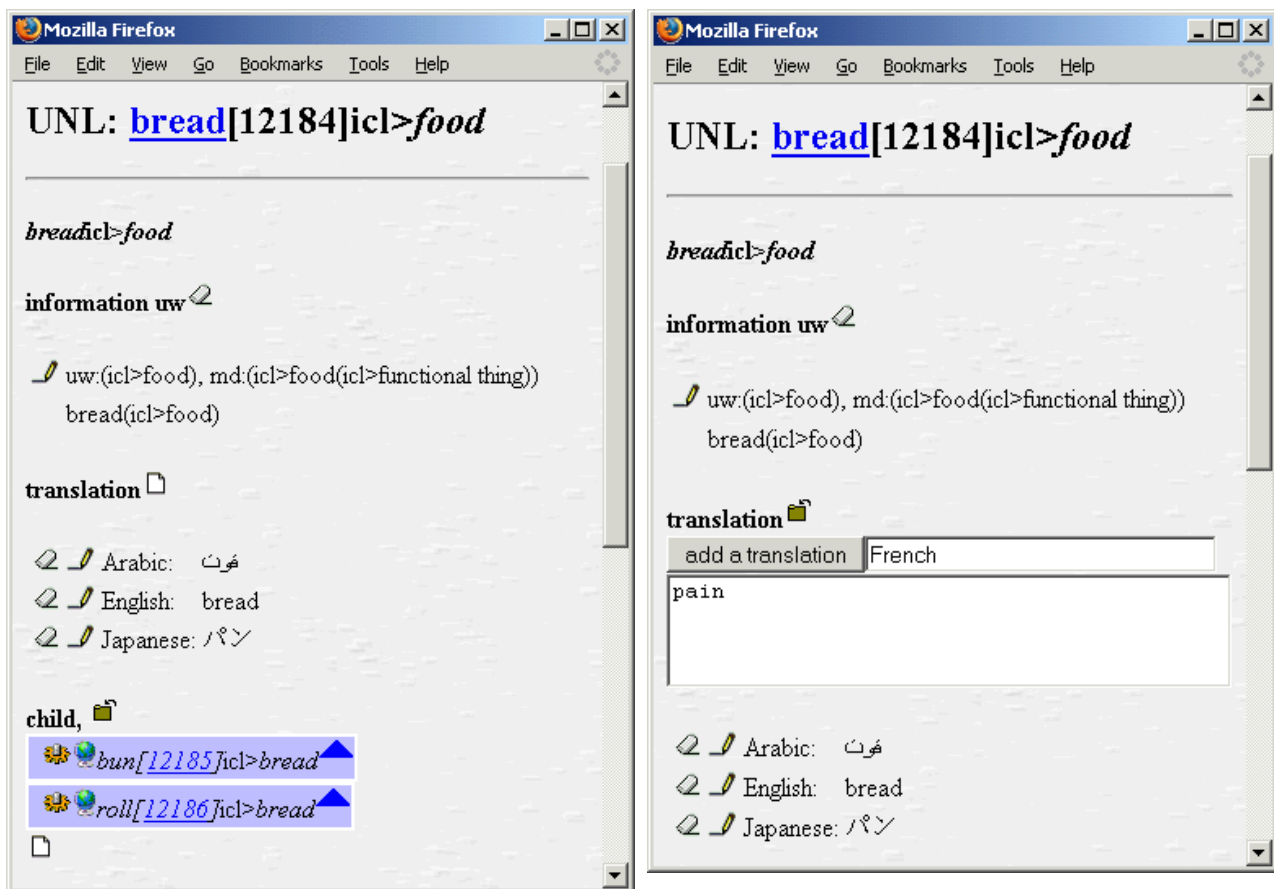 Mozilla Firefox
File Edit View Go Bookmarks Tools Help
UNL: bread[12184]icl>food
breadicl>food
information uw
uw:(icl>food), md:(icl>food(icl>functional thing))
bread(icl>food)
translation
Arabic: قوت
English: bread
Japanese: パン
child,
bun[12185]icl>bread
roll[12186]icl>bread
Mozilla Firefox
File Edit View Go Bookmarks Tools Help
UNL: bread[12184]icl>food
breadicl>food
information uw
uw:(icl>food), md:(icl>food(icl>functional thing))
bread(icl>food)
translation
add a translation French
pain
Arabic: قوت
English: bread
Japanese: パン